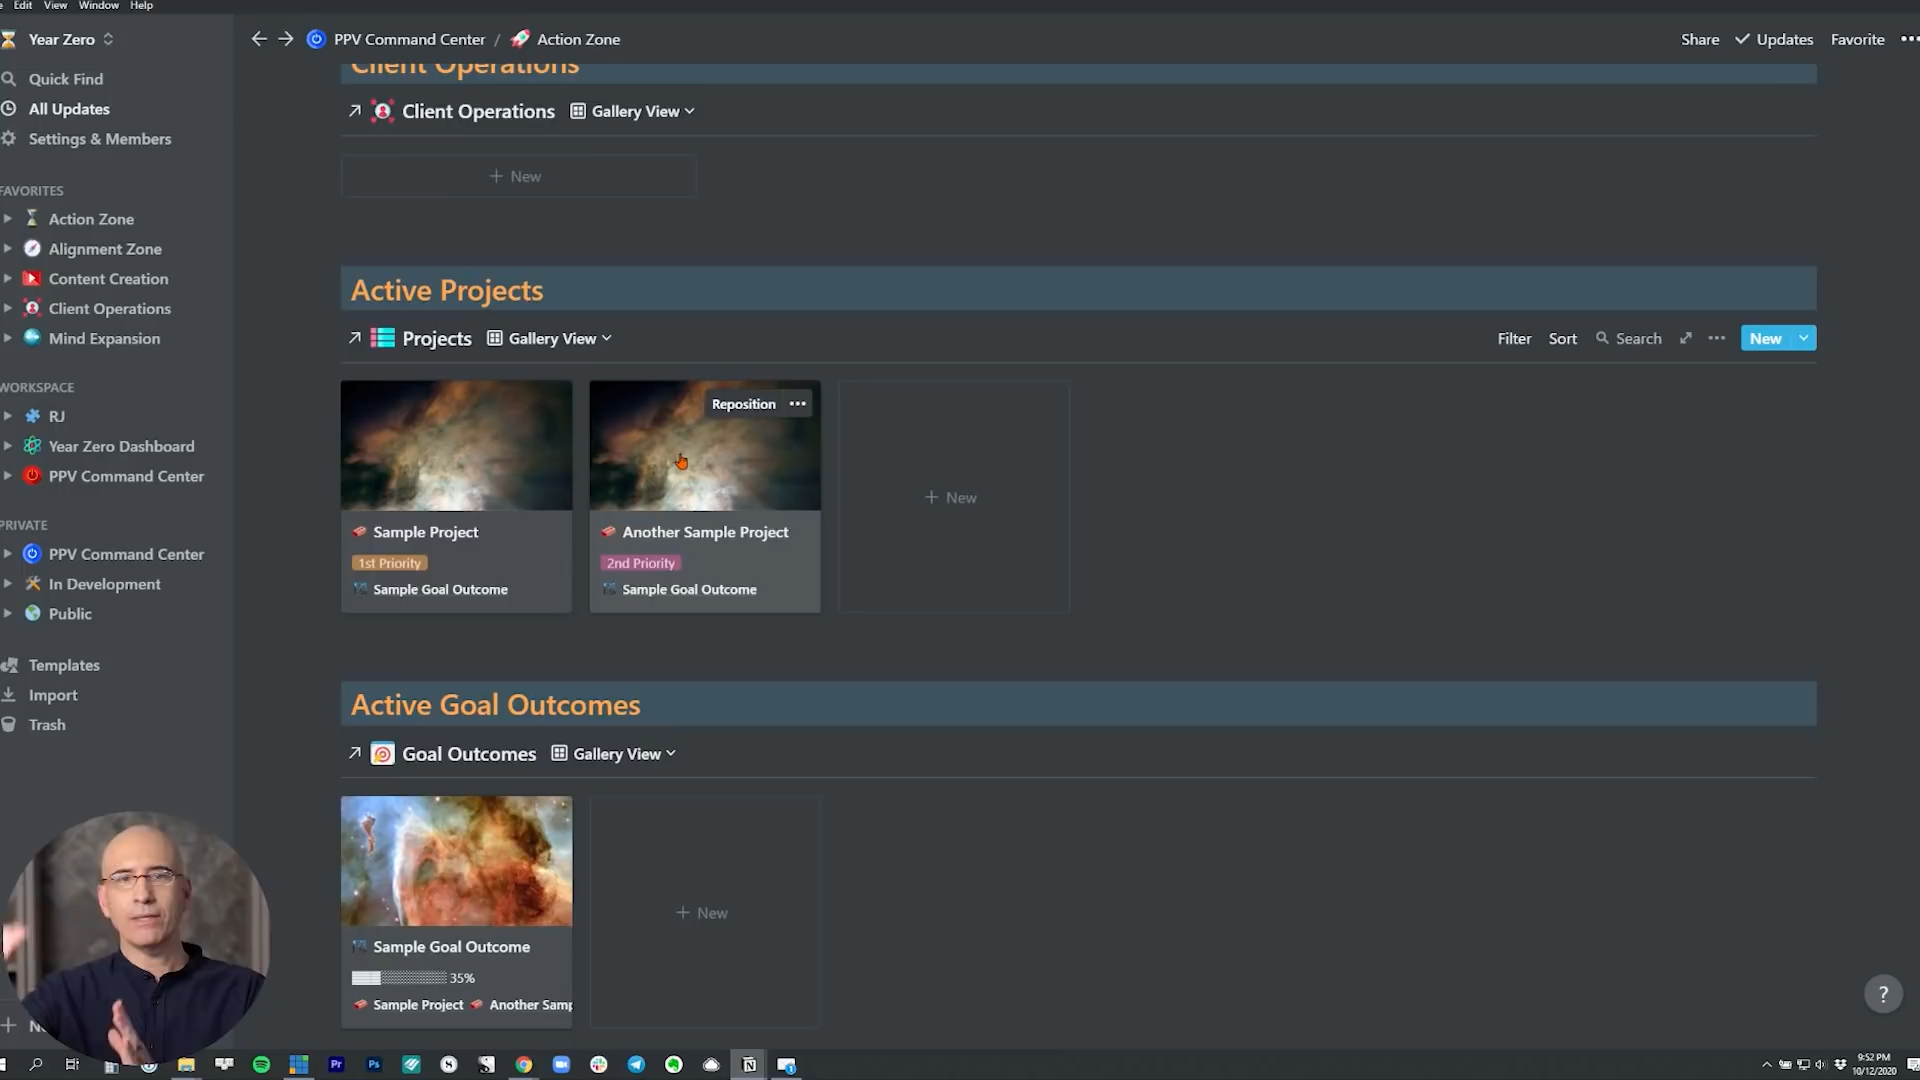 Edit View Window Help
Year Zero
PPV Command Center / Action Zone
Share Updates Favorite
Quick Find
All Updates
Settings & Members
FAVORITES
Action Zone
Alignment Zone
Content Creation
Client Operations
Mind Expansion
WORKSPACE
RJ
Year Zero Dashboard
PPV Command Center
PRIVATE
PPV Command Center
In Development
Public
Templates
Import
Trash
Client Operations
Client Operations Gallery View
+ New
Active Projects
Projects Gallery View
Filter Sort Search New
Reposition
Sample Project
1st Priority
Sample Goal Outcome
Another Sample Project
2nd Priority
Sample Goal Outcome
+ New
Active Goal Outcomes
Goal Outcomes Gallery View
Sample Goal Outcome
35%
Sample Project Another Samp
+ New
?
Pr
Ps
9:52 PM
10/12/2020